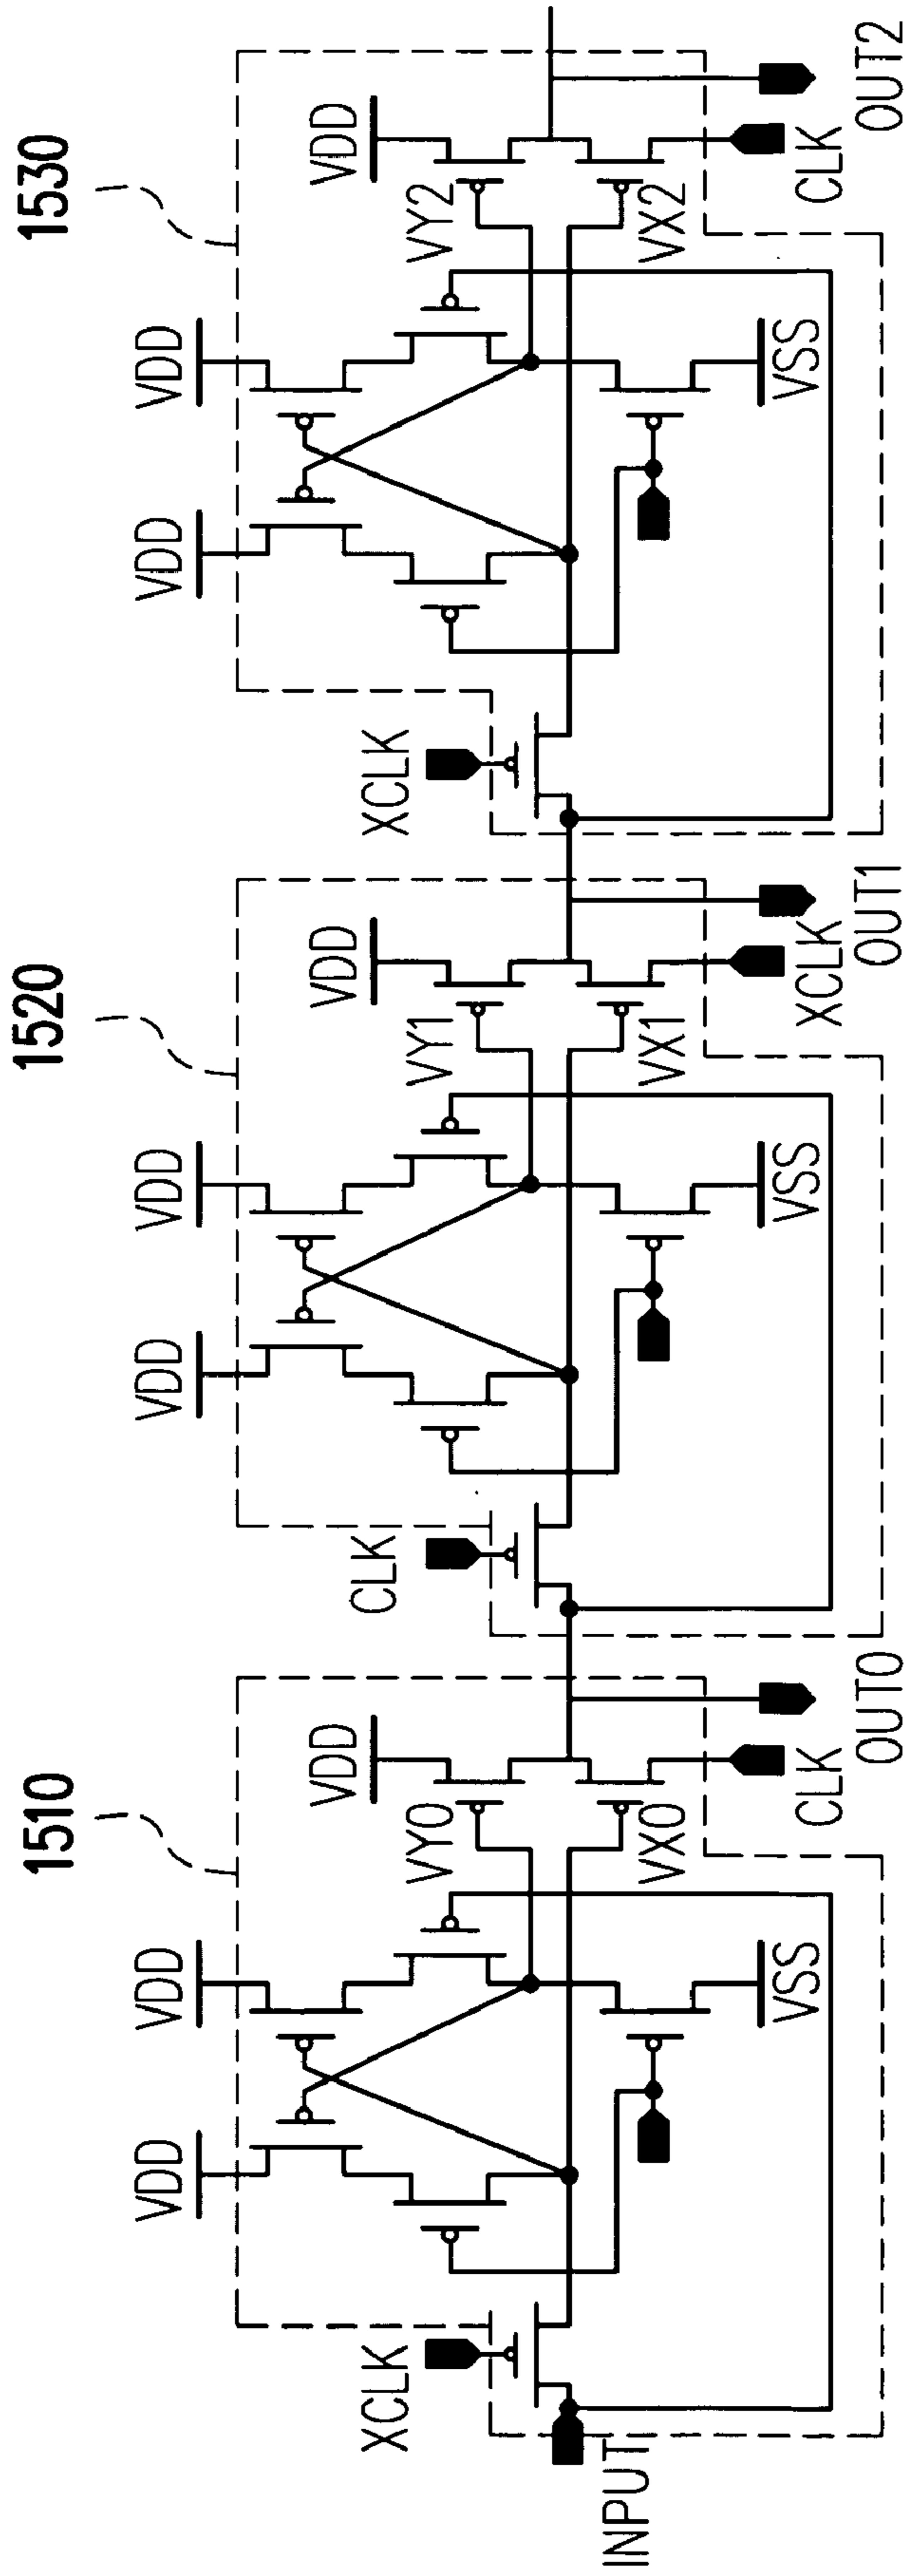 1510
1520
1530
VDD
VDD
VDD
VDD
VDD
VDD
VDD
VDD
VDD
XCLK
VY0
CLK
VY1
XCLK
VY2
INPUT
VSS
VX0
CLK
OUT0
VSS
VX1
XCLK
OUT1
VSS
VX2
CLK
OUT2